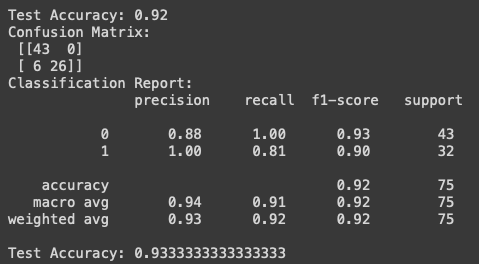 Test Accuracy: 0.92
Confusion Matrix:
 [[43  0]
 [ 6 26]]
Classification Report:
              precision    recall  f1-score   support

           0       0.88      1.00      0.93        43
           1       1.00      0.81      0.90        32

    accuracy                           0.92        75
   macro avg       0.94      0.91      0.92        75
weighted avg       0.93      0.92      0.92        75

Test Accuracy: 0.9333333333333333